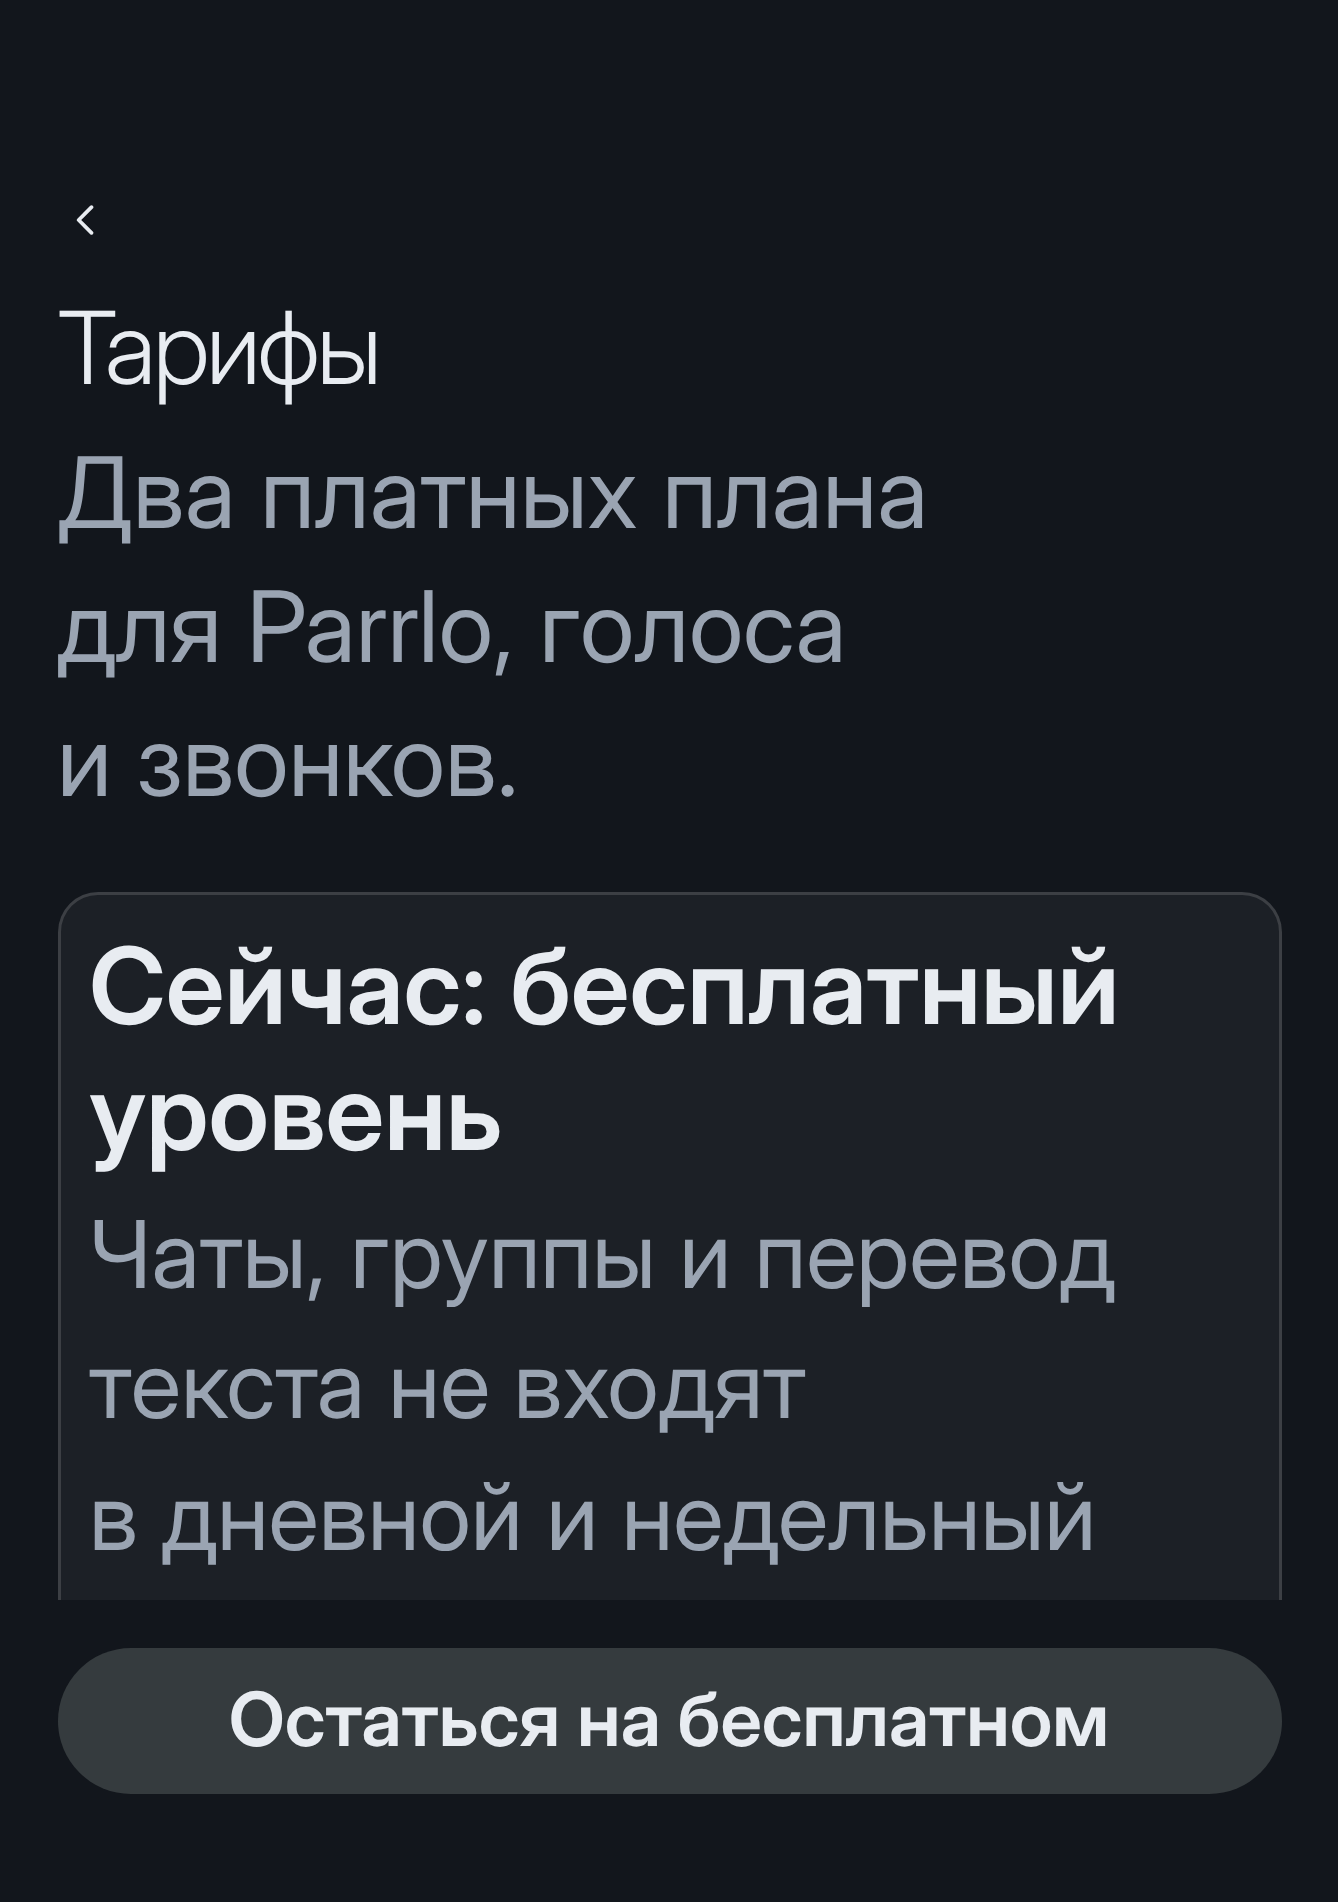 Тарифы
Два платных плана
для Parrlo, голоса
и звонков.
Сейчас: бесплатный
уровень
Чаты, группы и перевод
текста не входят
в дневной и недельный
Остаться на бесплатном